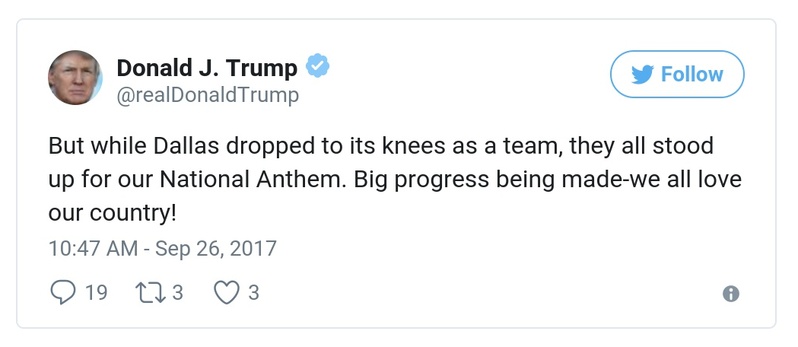 Donald J. Trump
Follow
@realDonaldTrump
But while Dallas dropped to its knees as a team, they all stood
up for our National Anthem. Big progress being made-we all love
our country!
10:47 AM - Sep 26, 2017
19 3 3